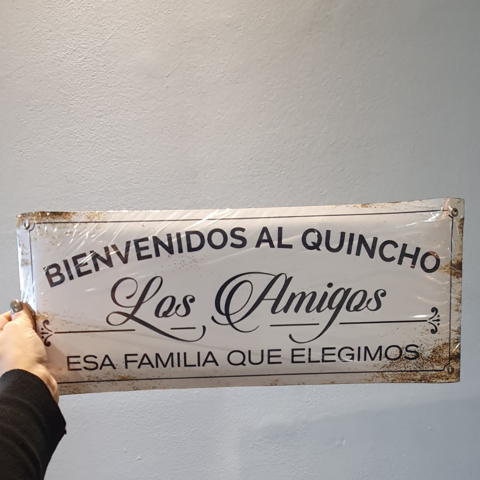 BIENVENIDOS AL QUINCHO
Los Amigos
ESA FAMILIA QUE ELEGIMOS